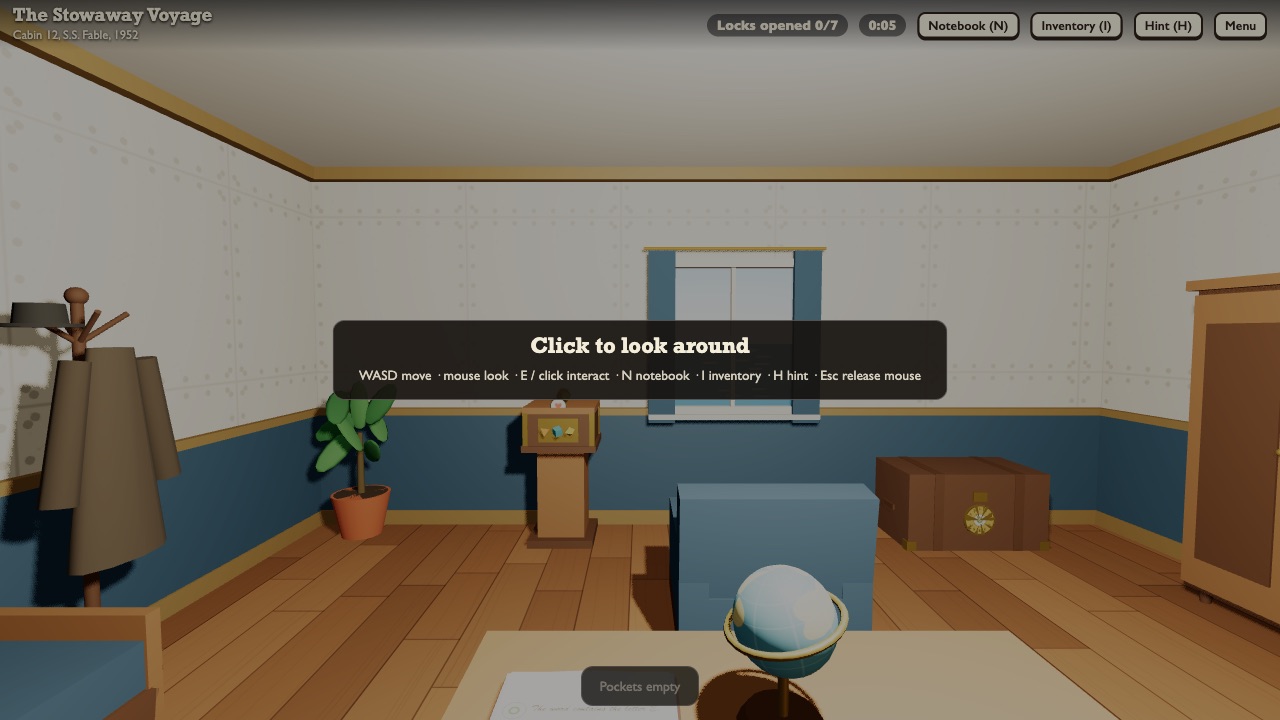 The Stowaway Voyage
Cabin 12, S.S. Fable, 1952
Locks opened 0/7
0:05
Notebook (N)
Inventory (I)
Hint (H)
Menu
Click to look around
WASD move · mouse look · E / click interact · N notebook · I inventory · H hint · Esc release mouse
Pockets empty